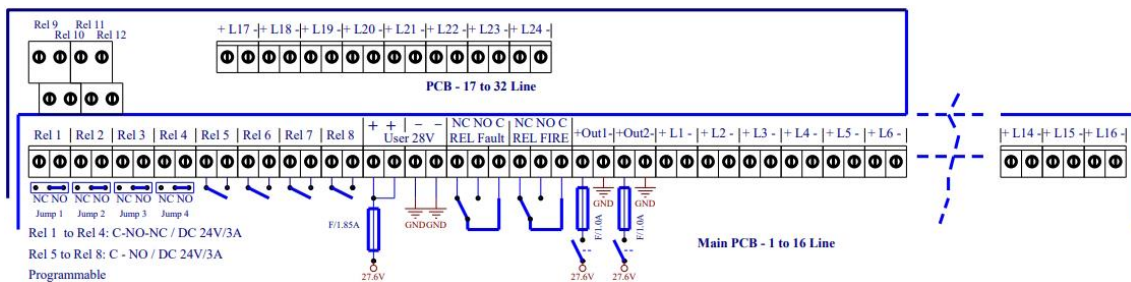 Rel 9 Rel 11
Rel 10 Rel 12
+ L17 - + L18 - + L19 - + L20 - + L21 - + L22 - + L23 - + L24 -
PCB - 17 to 32 Line
Rel 1 Rel 2 Rel 3 Rel 4 Rel 5 Rel 6 Rel 7 Rel 8 + + - - NC NO C NC NO C +Out1- +Out2- + L1 - + L2 - + L3 - + L4 - + L5 - + L6 - + L14 - + L15 - + L16 -
User 28V REL Fault REL FIRE
NC NO NC NO NC NO NC NO
Jump 1 Jump 2 Jump 3 Jump 4
GND GND
F/1.85A GND GND F/1.0A F/1.0A
Rel 1 to Rel 4: C-NO-NC / DC 24V/3A
Main PCB - 1 to 16 Line
Rel 5 to Rel 8: C - NO / DC 24V/3A
Programmable
27.6V 27.6V 27.6V